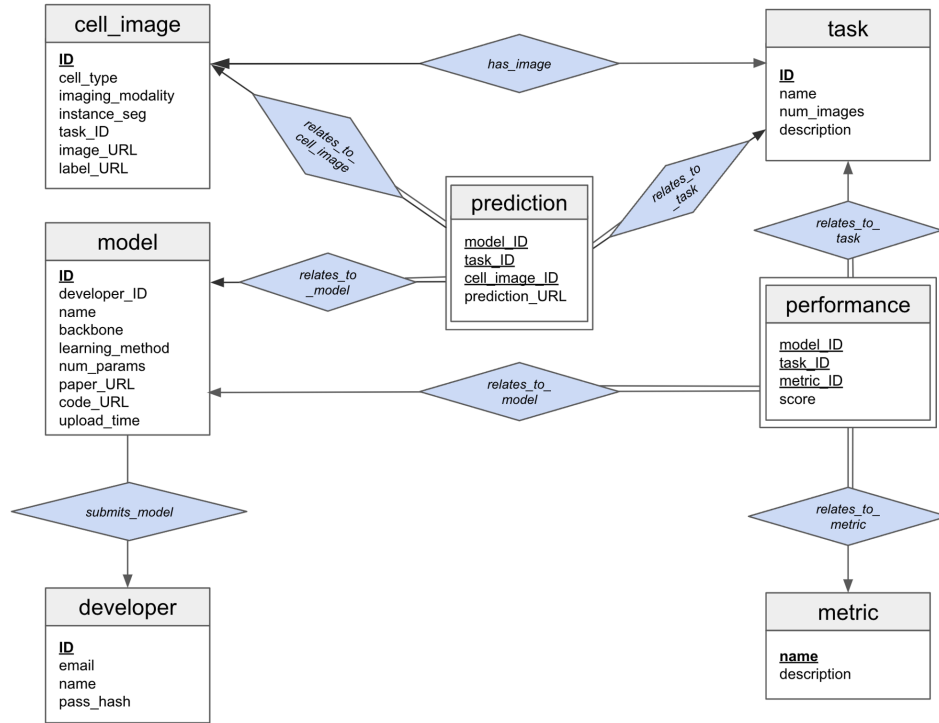 cell_image
ID
cell_type
imaging_modality
instance_seg
task_ID
image_URL
label_URL
has_image
task
ID
name
num_images
description
relates_to_
cell_image
relates_to
_task
prediction
model_ID
task_ID
cell_image_ID
prediction_URL
relates_to_
task
model
ID
developer_ID
name
backbone
learning_method
num_params
paper_URL
code_URL
upload_time
relates_to
_model
performance
model_ID
task_ID
metric_ID
score
relates_to_
model
submits_model
relates_to_
metric
developer
ID
email
name
pass_hash
metric
name
description